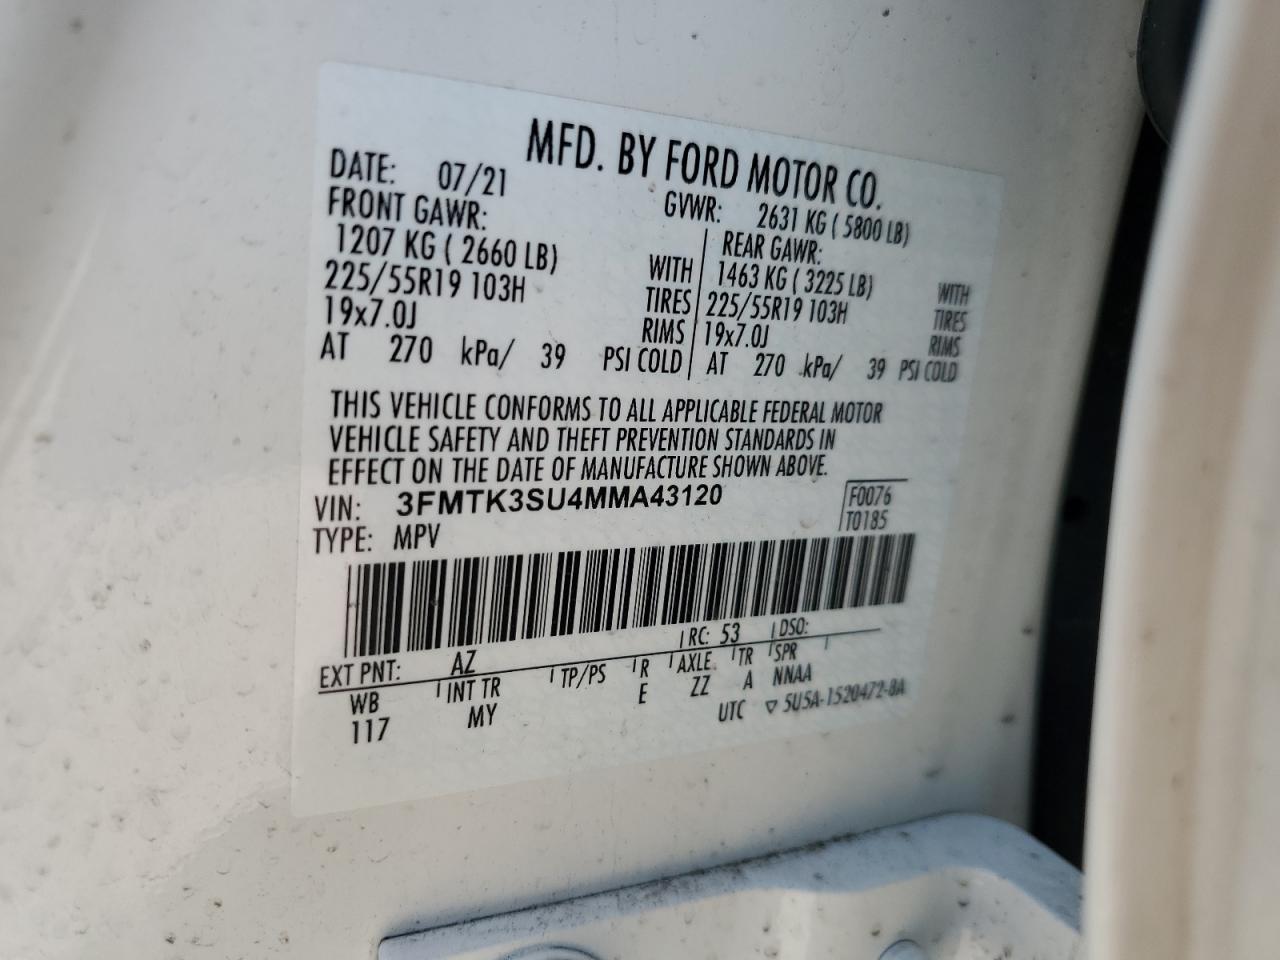 MFD. BY FORD MOTOR CO.
DATE: 07/21 GVWR: 2631 KG ( 5800 LB)
FRONT GAWR: REAR GAWR:
1207 KG ( 2660 LB) WITH 1463 KG ( 3225 LB) WITH
225/55R19 103H TIRES 225/55R19 103H TIRES
19x7.0J RIMS 19x7.0J RIMS
AT 270 kPa/ 39 PSI COLD AT 270 kPa/ 39 PSI COLD
THIS VEHICLE CONFORMS TO ALL APPLICABLE FEDERAL MOTOR
VEHICLE SAFETY AND THEFT PREVENTION STANDARDS IN
EFFECT ON THE DATE OF MANUFACTURE SHOWN ABOVE.
VIN: 3FMTK3SU4MMA43120 F0076
TYPE: MPV T0185
EXT PNT: AZ RC: 53 DSO:
WB INT TR TP/PS R AXLE TR SPR
117 MY E ZZ A NNAA
UTC ▽ 5U5A-1520472-BA